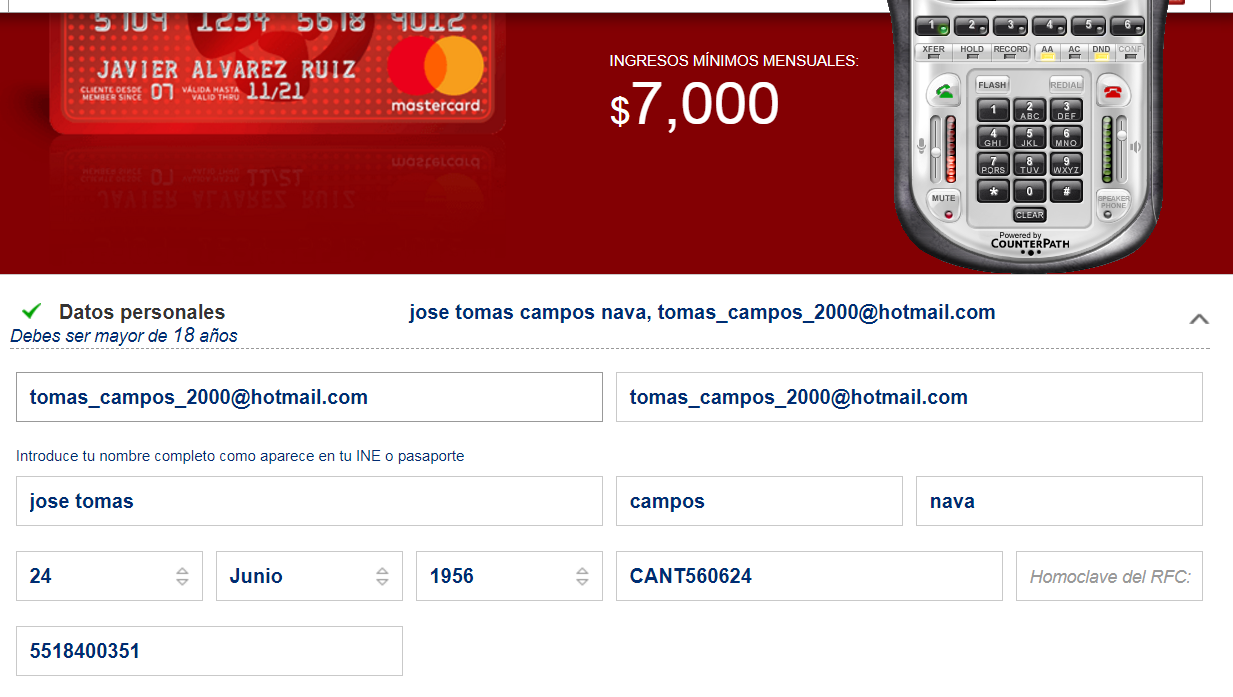 5109 1234 5618 9012
JAVIER ALVAREZ RUIZ
CLIENTE DESDE
MEMBER SINCE 07 VÁLIDA HASTA
VALID THRU 11/21
mastercard.
INGRESOS MÍNIMOS MENSUALES:
$7,000
1 2 3 4 5 6
XFER HOLD RECORD AA AC DND CONF
FLASH REDIAL
1 2 ABC 3 DEF
4 GHI 5 JKL 6 MNO
7 PQRS 8 TUV 9 WXYZ
* 0 #
MUTE
SPEAKER
PHONE
CLEAR
Powered by
COUNTERPATH
Datos personales
jose tomas campos nava, tomas_campos_2000@hotmail.com
Debes ser mayor de 18 años
tomas_campos_2000@hotmail.com tomas_campos_2000@hotmail.com
Introduce tu nombre completo como aparece en tu INE o pasaporte
jose tomas campos nava
24 Junio 1956 CANT560624 Homoclave del RFC:
5518400351